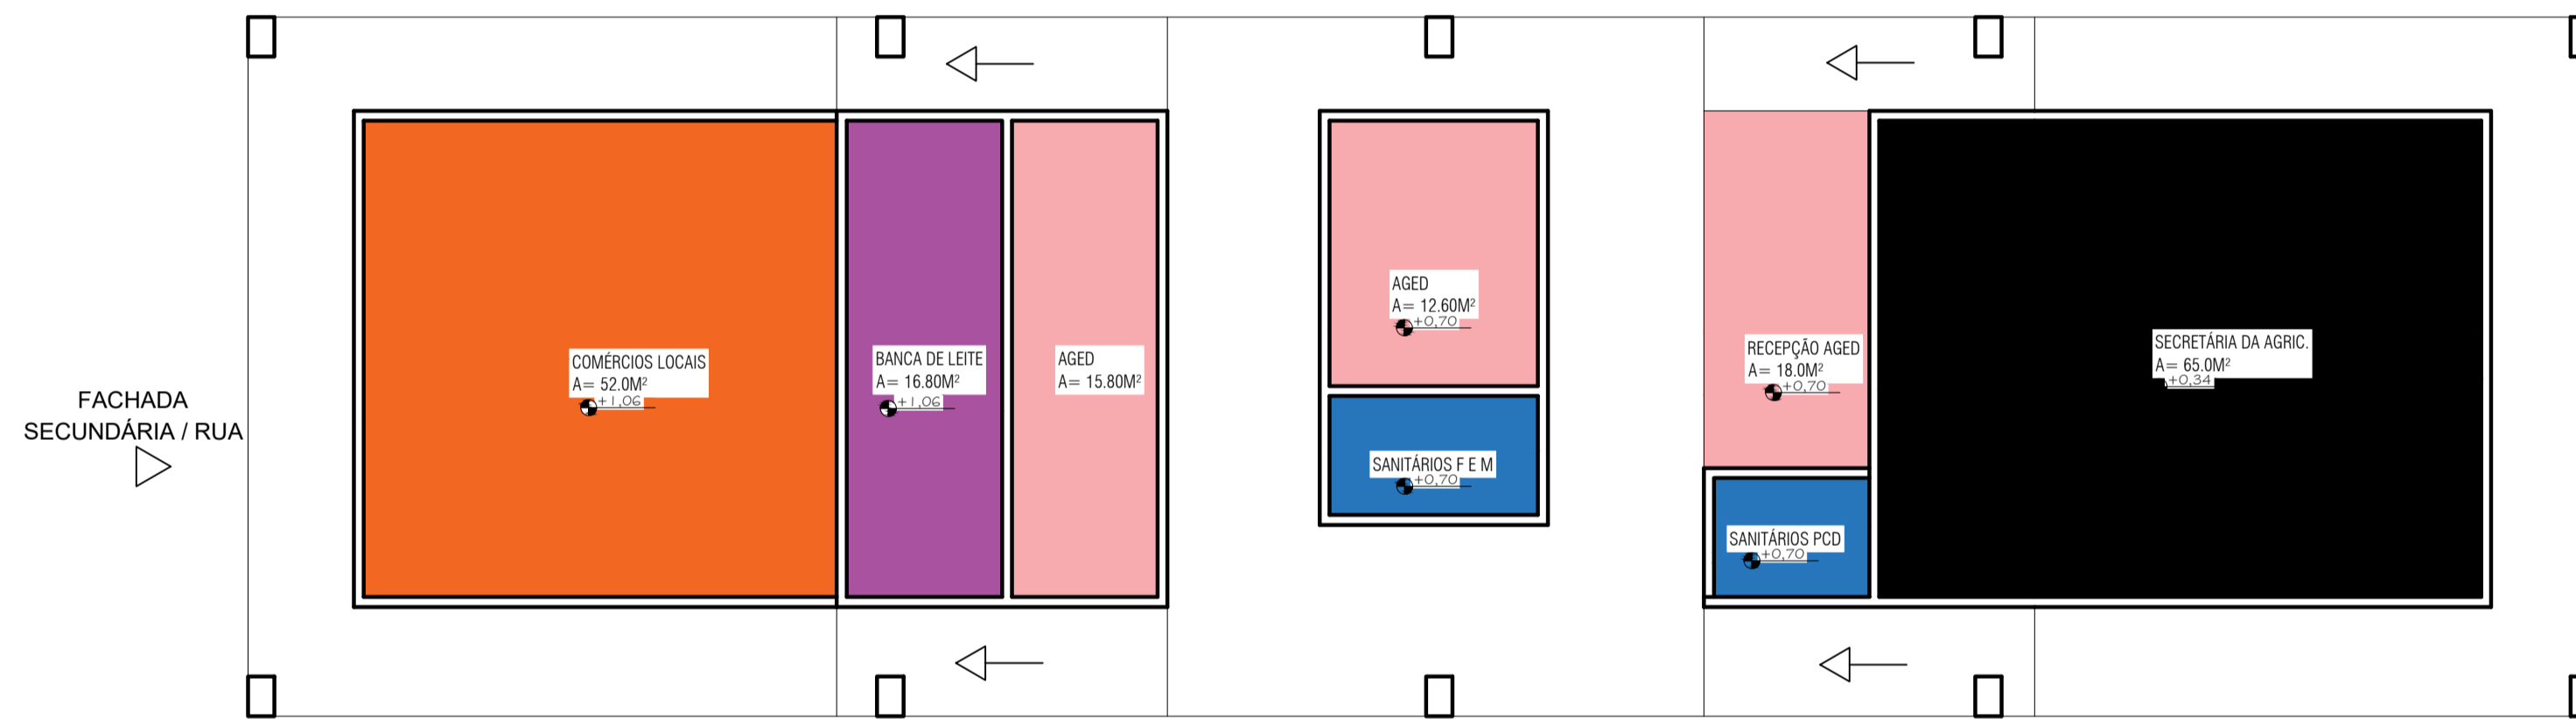 FACHADA
SECUNDÁRIA / RUA
COMÉRCIOS LOCAIS
A= 52.0M²
+1,06
BANCA DE LEITE
A= 16.80M²
+1,06
AGED
A= 15.80M²
AGED
A= 12.60M²
+0,70
SANITÁRIOS F E M
+0,70
RECEPÇÃO AGED
A= 18.0M²
+0,70
SANITÁRIOS PCD
+0,70
SECRETÁRIA DA AGRIC.
A= 65.0M²
+0,34